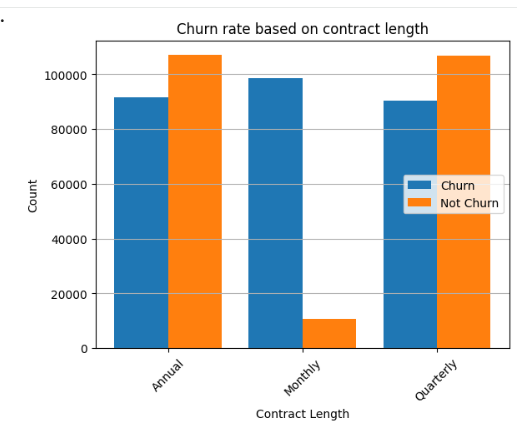 .
Churn rate based on contract length
100000
80000
60000
40000
20000
0
Count
Churn
Not Churn
Annual
Monthly
Quarterly
Contract Length